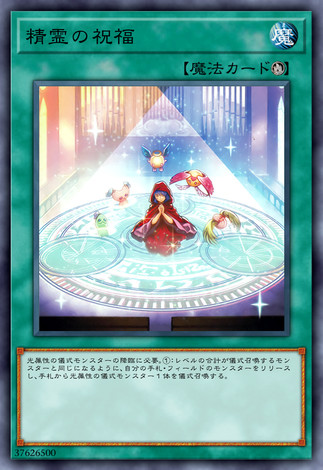 精霊の祝福
魔
【魔法カード】
光属性の儀式モンスターの降臨に必要。①：レベルの合計が儀式召喚するモン
スターと同じになるように、自分の手札・フィールドのモンスターをリリース
し、手札から光属性の儀式モンスター１体を儀式召喚する。
37626500